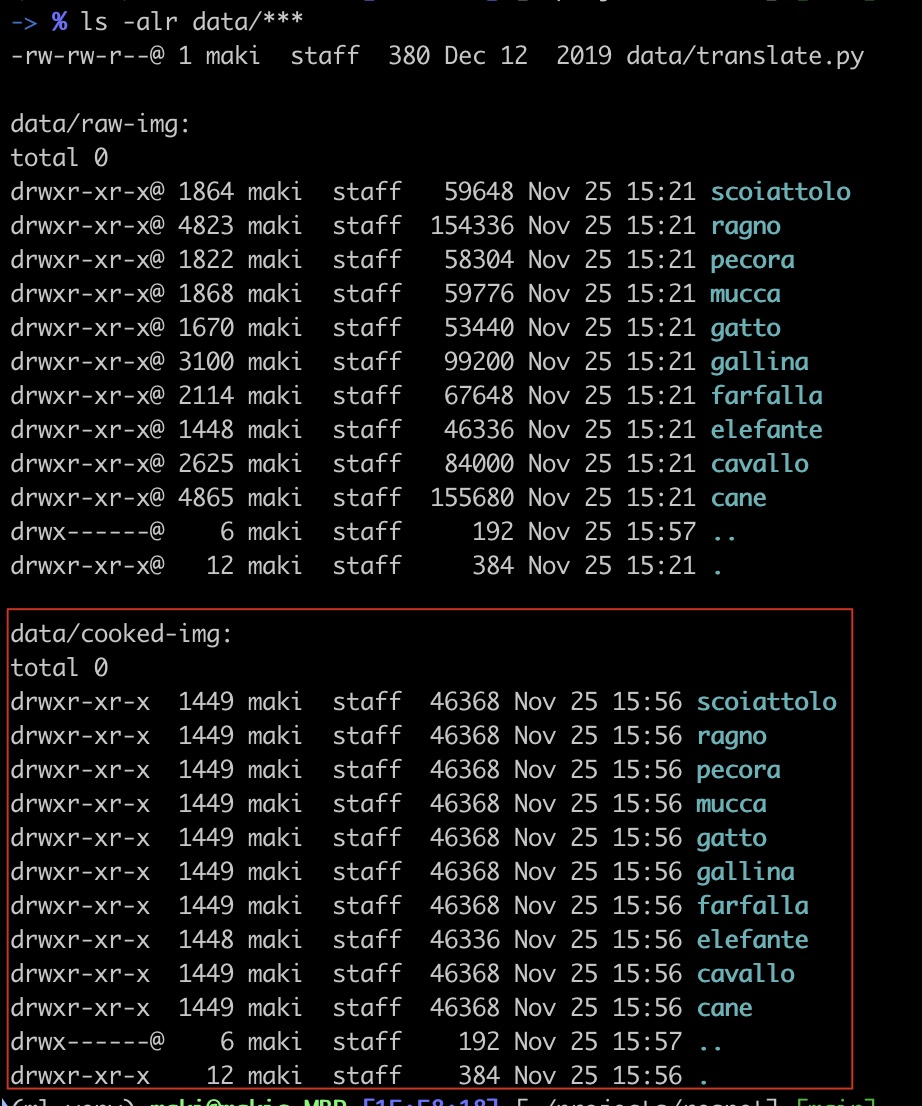 -> % ls -alr data/***
-rw-rw-r--@ 1 maki  staff  380 Dec 12  2019 data/translate.py

data/raw-img:
total 0
drwxr-xr-x@ 1864 maki  staff   59648 Nov 25 15:21 scoiattolo
drwxr-xr-x@ 4823 maki  staff  154336 Nov 25 15:21 ragno
drwxr-xr-x@ 1822 maki  staff   58304 Nov 25 15:21 pecora
drwxr-xr-x@ 1868 maki  staff   59776 Nov 25 15:21 mucca
drwxr-xr-x@ 1670 maki  staff   53440 Nov 25 15:21 gatto
drwxr-xr-x@ 3100 maki  staff   99200 Nov 25 15:21 gallina
drwxr-xr-x@ 2114 maki  staff   67648 Nov 25 15:21 farfalla
drwxr-xr-x@ 1448 maki  staff   46336 Nov 25 15:21 elefante
drwxr-xr-x@ 2625 maki  staff   84000 Nov 25 15:21 cavallo
drwxr-xr-x@ 4865 maki  staff  155680 Nov 25 15:21 cane
drwx------@    6 maki  staff     192 Nov 25 15:57 ..
drwxr-xr-x@   12 maki  staff     384 Nov 25 15:21 .

data/cooked-img:
total 0
drwxr-xr-x  1449 maki  staff  46368 Nov 25 15:56 scoiattolo
drwxr-xr-x  1449 maki  staff  46368 Nov 25 15:56 ragno
drwxr-xr-x  1449 maki  staff  46368 Nov 25 15:56 pecora
drwxr-xr-x  1449 maki  staff  46368 Nov 25 15:56 mucca
drwxr-xr-x  1449 maki  staff  46368 Nov 25 15:56 gatto
drwxr-xr-x  1449 maki  staff  46368 Nov 25 15:56 gallina
drwxr-xr-x  1449 maki  staff  46368 Nov 25 15:56 farfalla
drwxr-xr-x  1448 maki  staff  46336 Nov 25 15:56 elefante
drwxr-xr-x  1449 maki  staff  46368 Nov 25 15:56 cavallo
drwxr-xr-x  1449 maki  staff  46368 Nov 25 15:56 cane
drwx------@    6 maki  staff    192 Nov 25 15:57 ..
drwxr-xr-x    12 maki  staff    384 Nov 25 15:56 .